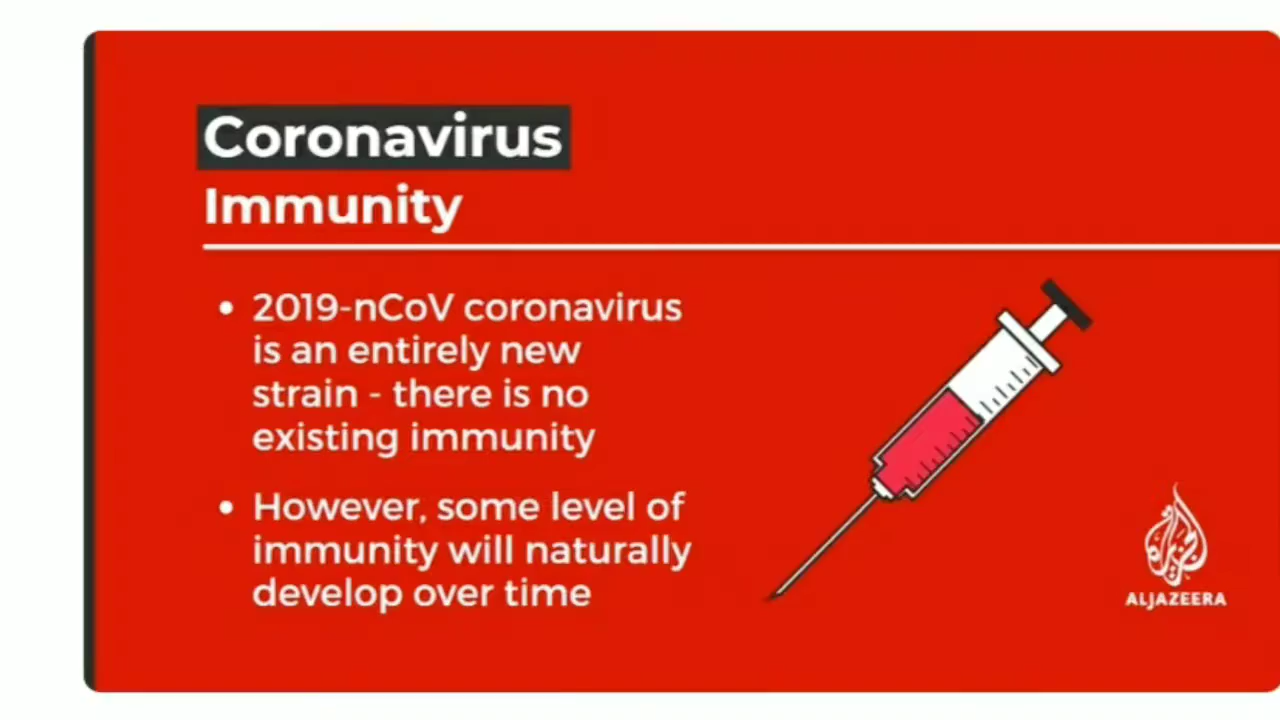 Coronavirus
Immunity
• 2019-nCoV coronavirus
is an entirely new
strain - there is no
existing immunity
• However, some level of
immunity will naturally
develop over time
الجزيرة
ALJAZEERA